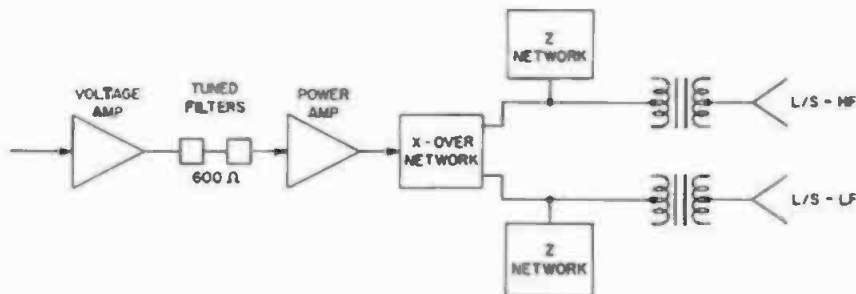 VOLTAGE
AMP
TUNED
FILTERS
600 Ω
POWER
AMP
X-OVER
NETWORK
Z
NETWORK
L/S - HF
L/S - LF
Z
NETWORK